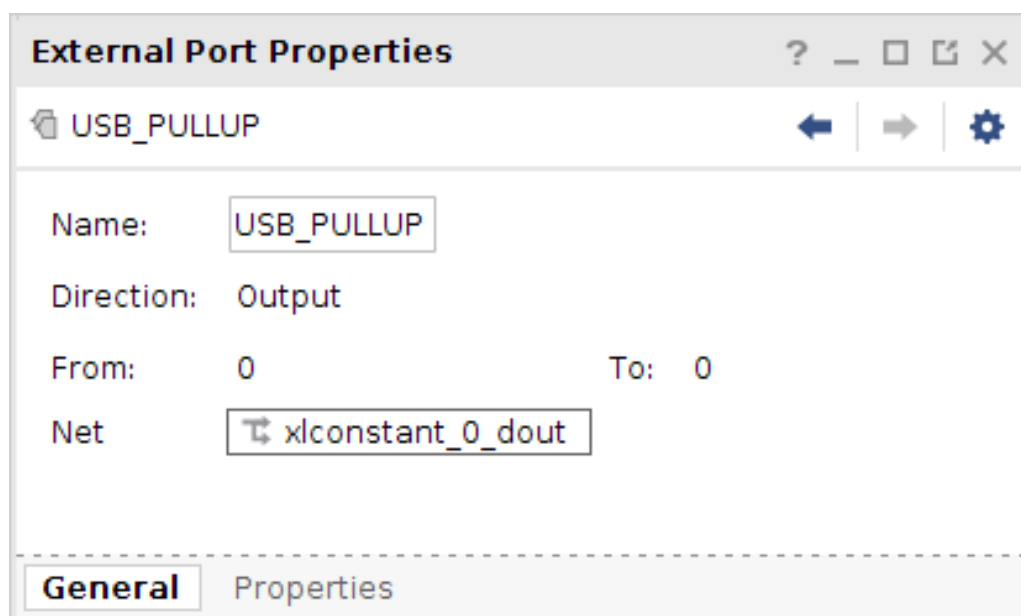 External Port Properties
USB_PULLUP
Name: USB_PULLUP
Direction: Output
From: 0 To: 0
Net xlconstant_0_dout
General Properties